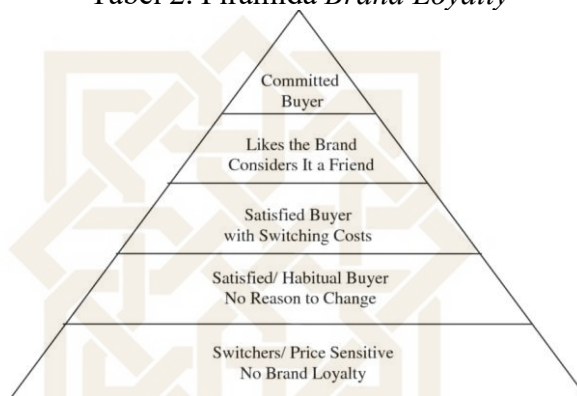 Tabel 2. Piramida Brand Loyalty
Committed
Buyer
Likes the Brand
Considers It a Friend
Satisfied Buyer
with Switching Costs
Satisfied/ Habitual Buyer
No Reason to Change
Switchers/ Price Sensitive
No Brand Loyalty